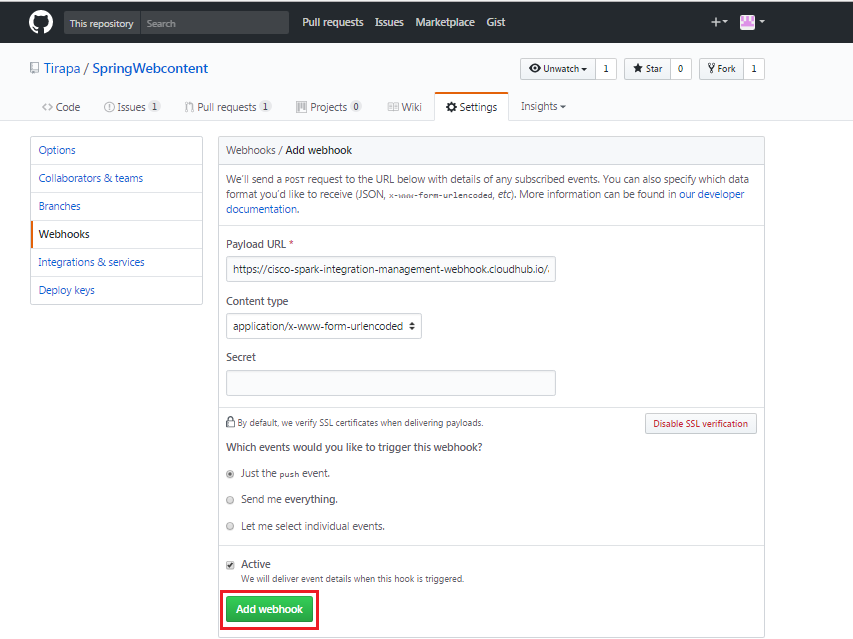 This repository Search Pull requests Issues Marketplace Gist
Tirapa / SpringWebcontent Unwatch 1 Star 0 Fork 1
Code Issues 1 Pull requests 1 Projects 0 Wiki Settings Insights
Options
Collaborators & teams
Branches
Webhooks
Integrations & services
Deploy keys
Webhooks / Add webhook
We'll send a POST request to the URL below with details of any subscribed events. You can also specify which data
format you'd like to receive (JSON, x-www-form-urlencoded, etc). More information can be found in our developer
documentation.
Payload URL *
https://cisco-spark-integration-management-webhook.cloudhub.io/
Content type
application/x-www-form-urlencoded
Secret
By default, we verify SSL certificates when delivering payloads. Disable SSL verification
Which events would you like to trigger this webhook?
Just the push event.
Send me everything.
Let me select individual events.
Active
We will deliver event details when this hook is triggered.
Add webhook